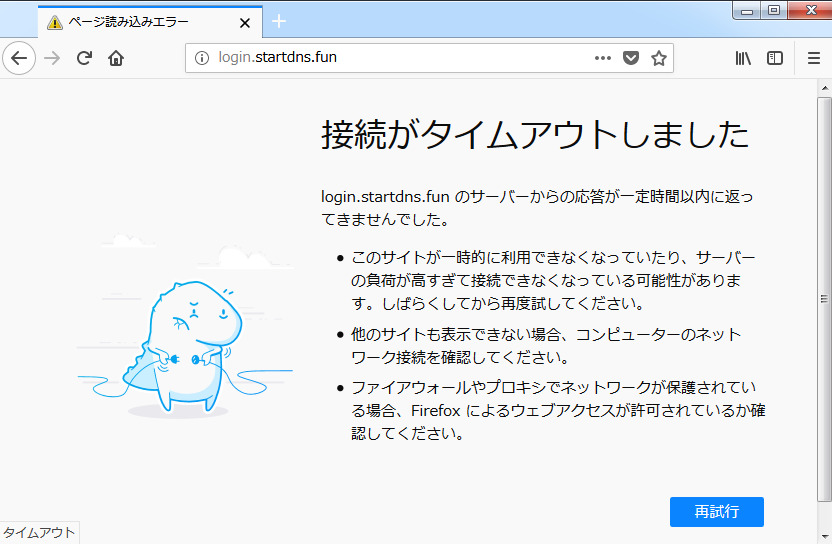 ページ読み込みエラー
login.startdns.fun
接続がタイムアウトしました
login.startdns.fun のサーバーからの応答が一定時間以内に返っ
てきませんでした。
このサイトが一時的に利用できなくなっていたり、サーバー
の負荷が高すぎて接続できなくなっている可能性がありま
す。しばらくしてから再度試してください。
他のサイトも表示できない場合、コンピューターのネット
ワーク接続を確認してください。
ファイアウォールやプロキシでネットワークが保護されてい
る場合、Firefox によるウェブアクセスが許可されているか確
認してください。
再試行
タイムアウト